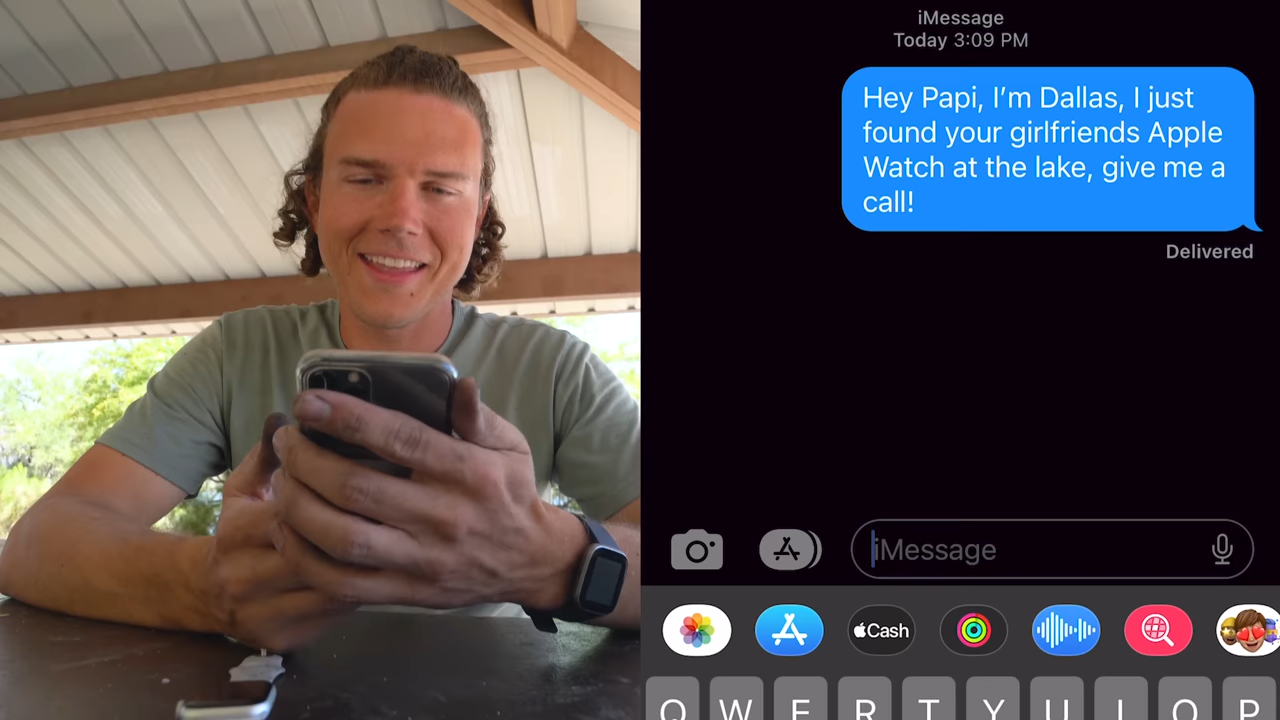 iMessage
Today 3:09 PM
Hey Papi, I’m Dallas, I just
found your girlfriends Apple
Watch at the lake, give me a
call!
Delivered
iMessage
Cash
Q W E R T Y U I O P